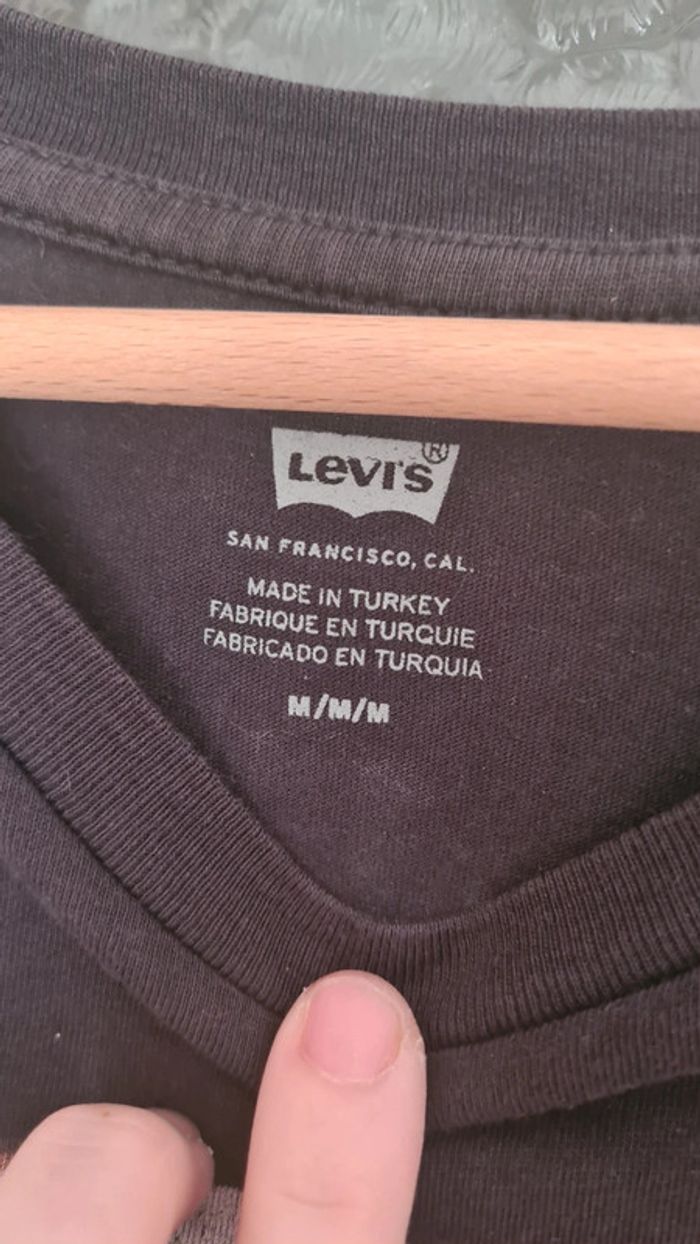 Levi's ®
SAN FRANCISCO, CAL.
MADE IN TURKEY
FABRIQUE EN TURQUIE
FABRICADO EN TURQUIA
M/M/M